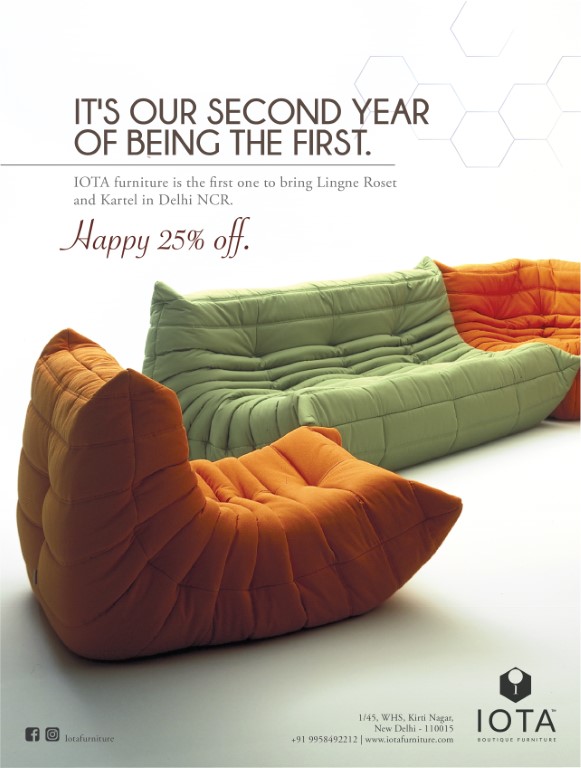 IT'S OUR SECOND YEAR
OF BEING THE FIRST.
IOTA furniture is the first one to bring Lingne Roset
and Kartel in Delhi NCR.
Happy 25% off.
1/45, WHS, Kirti Nagar,
New Delhi - 110015
+91 9958492212 | www.iotafurniture.com
Iotafurniture
IOTA™
BOUTIQUE FURNITURE